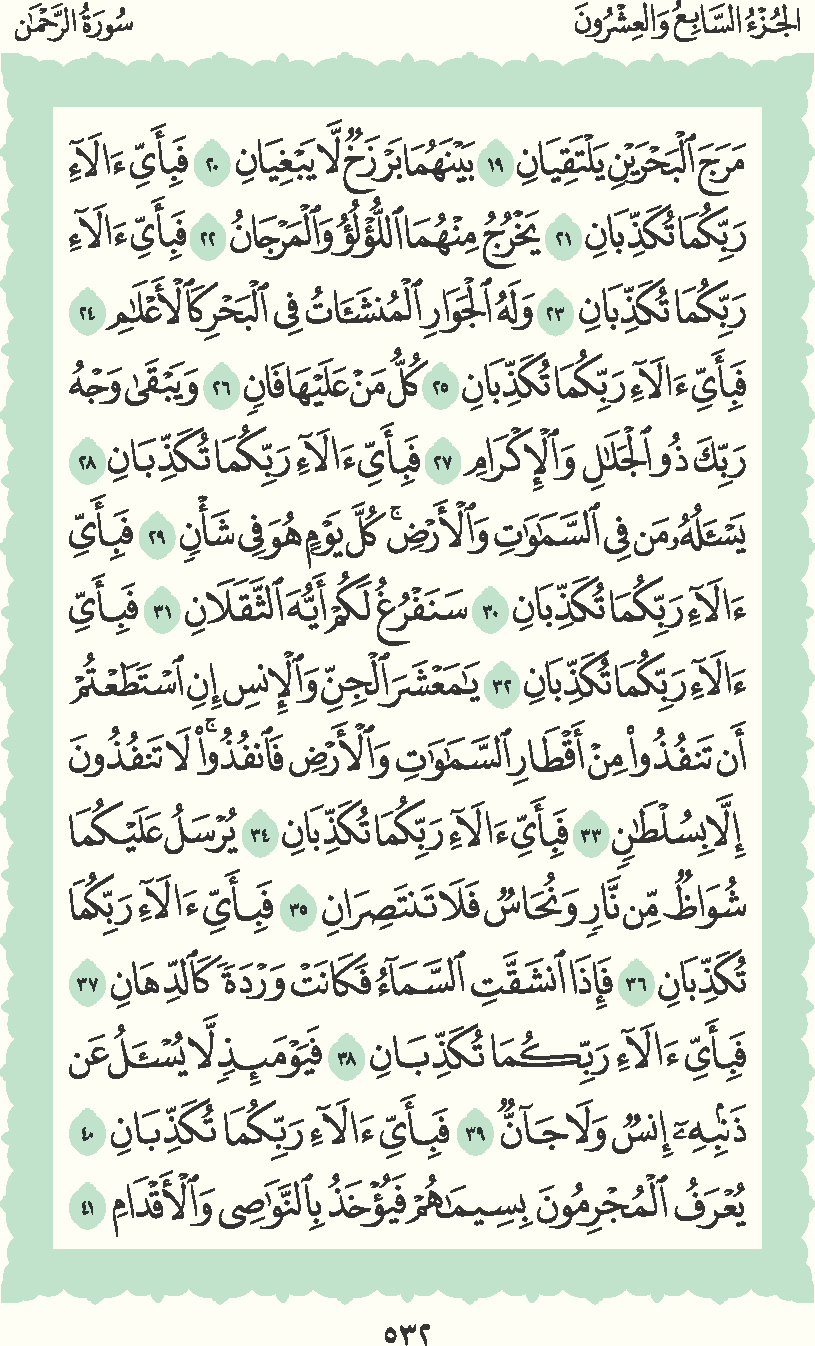 الجُزْءُ السَّابِعُ وَالعِشْرُونَ
سُورَةُ الرَّحْمَٰن
مَرَجَ ٱلۡبَحۡرَيۡنِ يَلۡتَقِيَانِ ١٩ بَيۡنَهُمَا بَرۡزَخٞ لَّا يَبۡغِيَانِ ٢٠ فَبِأَيِّ ءَالَآءِ
رَبِّكُمَا تُكَذِّبَانِ ٢١ يَخۡرُجُ مِنۡهُمَا ٱللُّؤۡلُؤُ وَٱلۡمَرۡجَانُ ٢٢ فَبِأَيِّ ءَالَآءِ
رَبِّكُمَا تُكَذِّبَانِ ٢٣ وَلَهُ ٱلۡجَوَارِ ٱلۡمُنشَـَٔاتُ فِي ٱلۡبَحۡرِ كَٱلۡأَعۡلَٰمِ ٢٤
فَبِأَيِّ ءَالَآءِ رَبِّكُمَا تُكَذِّبَانِ ٢٥ كُلُّ مَنۡ عَلَيۡهَا فَانٖ ٢٦ وَيَبۡقَىٰ وَجۡهُ
رَبِّكَ ذُو ٱلۡجَلَٰلِ وَٱلۡإِكۡرَامِ ٢٧ فَبِأَيِّ ءَالَآءِ رَبِّكُمَا تُكَذِّبَانِ ٢٨
يَسۡـَٔلُهُۥ مَن فِي ٱلسَّمَٰوَٰتِ وَٱلۡأَرۡضِۚ كُلَّ يَوۡمٍ هُوَ فِي شَأۡنٖ ٢٩ فَبِأَيِّ
ءَالَآءِ رَبِّكُمَا تُكَذِّبَانِ ٣٠ سَنَفۡرُغُ لَكُمۡ أَيُّهَ ٱلثَّقَلَانِ ٣١ فَبِأَيِّ
ءَالَآءِ رَبِّكُمَا تُكَذِّبَانِ ٣٢ يَٰمَعۡشَرَ ٱلۡجِنِّ وَٱلۡإِنسِ إِنِ ٱسۡتَطَعۡتُمۡ
أَن تَنفُذُواْ مِنۡ أَقۡطَارِ ٱلسَّمَٰوَٰتِ وَٱلۡأَرۡضِ فَٱنفُذُواْۚ لَا تَنفُذُونَ
إِلَّا بِسُلۡطَٰنٖ ٣٣ فَبِأَيِّ ءَالَآءِ رَبِّكُمَا تُكَذِّبَانِ ٣٤ يُرۡسَلُ عَلَيۡكُمَا
شُوَاظٞ مِّن نَّارٖ وَنُحَاسٞ فَلَا تَنتَصِرَانِ ٣٥ فَبِأَيِّ ءَالَآءِ رَبِّكُمَا
تُكَذِّبَانِ ٣٦ فَإِذَا ٱنشَقَّتِ ٱلسَّمَآءُ فَكَانَتۡ وَرۡدَةٗ كَٱلدِّهَانِ ٣٧
فَبِأَيِّ ءَالَآءِ رَبِّكُمَا تُكَذِّبَانِ ٣٨ فَيَوۡمَئِذٖ لَّا يُسۡـَٔلُ عَن
ذَنۢبِهِۦٓ إِنسٞ وَلَا جَآنّٞ ٣٩ فَبِأَيِّ ءَالَآءِ رَبِّكُمَا تُكَذِّبَانِ ٤٠
يُعۡرَفُ ٱلۡمُجۡرِمُونَ بِسِيمَٰهُمۡ فَيُؤۡخَذُ بِٱلنَّوَٰصِي وَٱلۡأَقۡدَامِ ٤١
٥٣٢